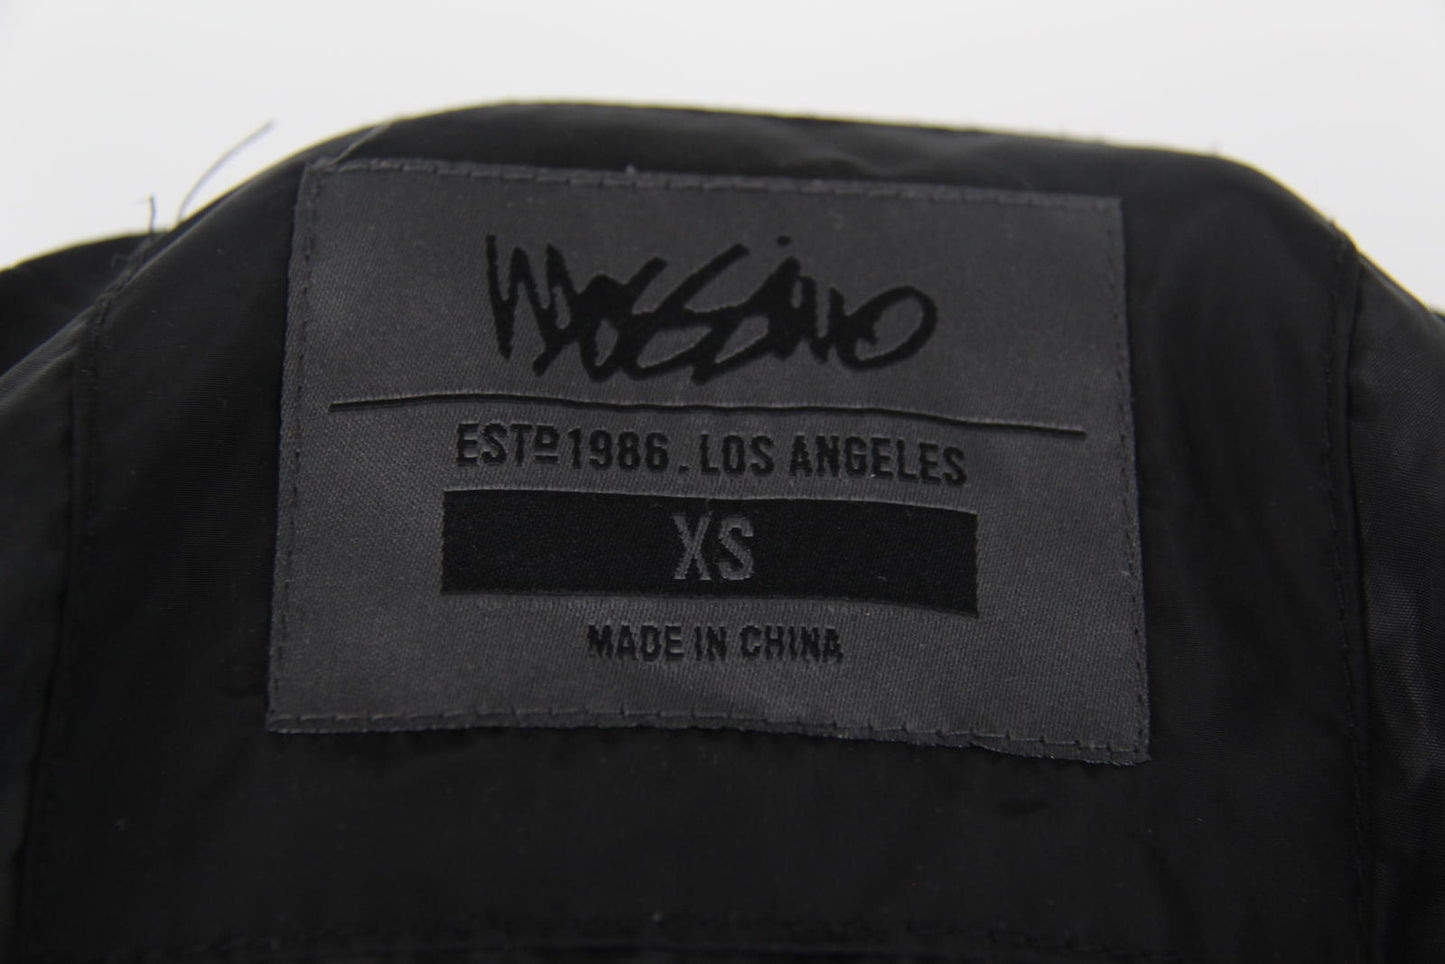 Mossimo
ESTD 1986. LOS ANGELES
XS
MADE IN CHINA